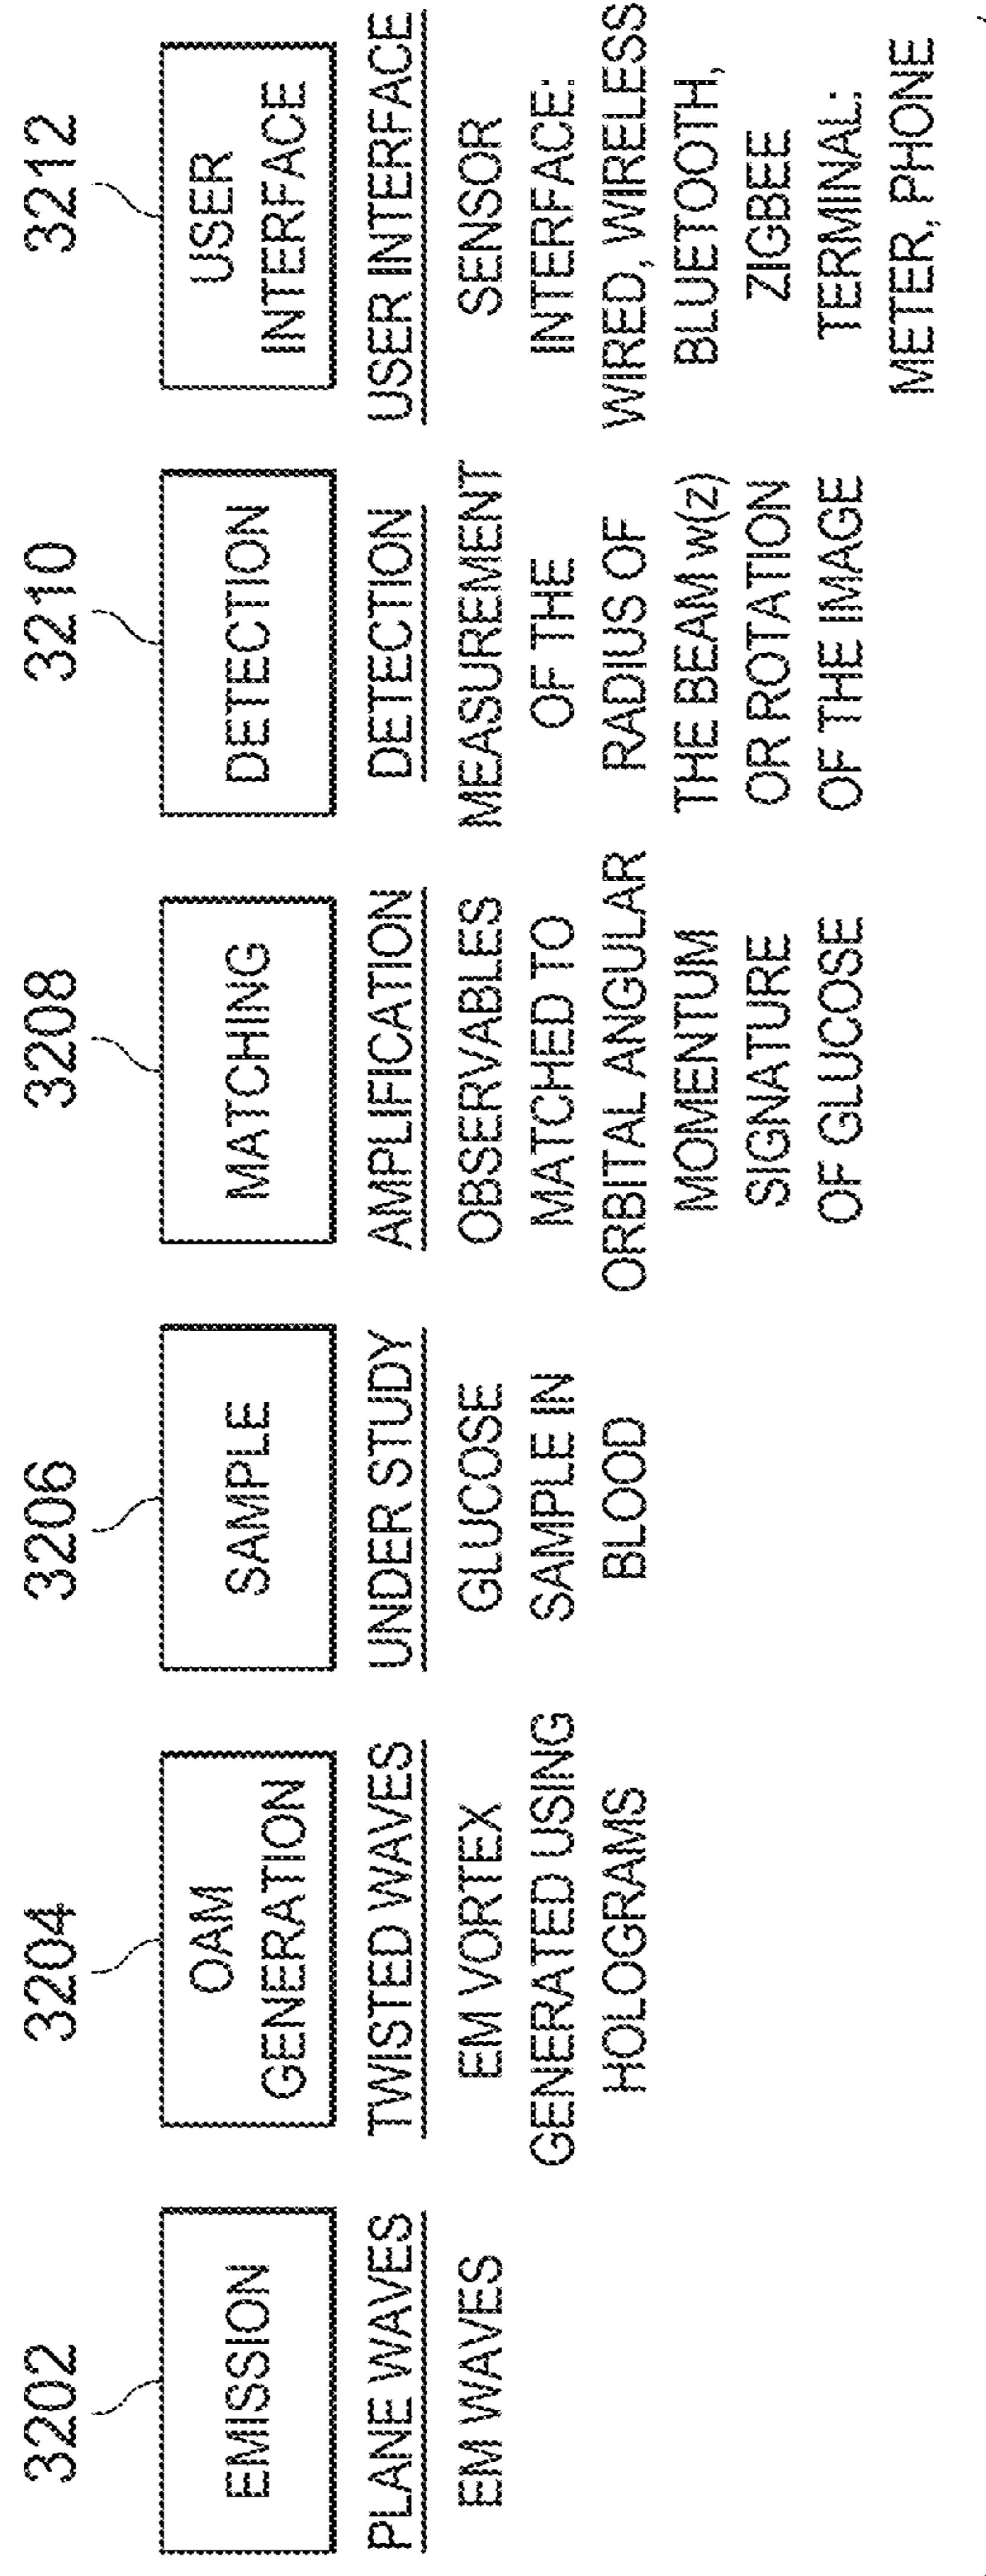 3202
EMISSION
PLANE WAVES
EM WAVES
3204
OAM
GENERATION
TWISTED WAVES
EM VORTEX
GENERATED USING
HOLOGRAMS
3206
SAMPLE
UNDER STUDY
GLUCOSE
SAMPLE IN
BLOOD
3208
MATCHING
AMPLIFICATION
OBSERVABLES
MATCHED TO
ORBITAL ANGULAR
MOMENTUM
SIGNATURE
OF GLUCOSE
3210
DETECTION
DETECTION
MEASUREMENT
OF THE
RADIUS OF
THE BEAM w(z)
OR ROTATION
OF THE IMAGE
3212
USER
INTERFACE
USER INTERFACE
SENSOR
INTERFACE:
WIRED, WIRELESS
BLUETOOTH,
ZIGBEE
TERMINAL:
METER, PHONE